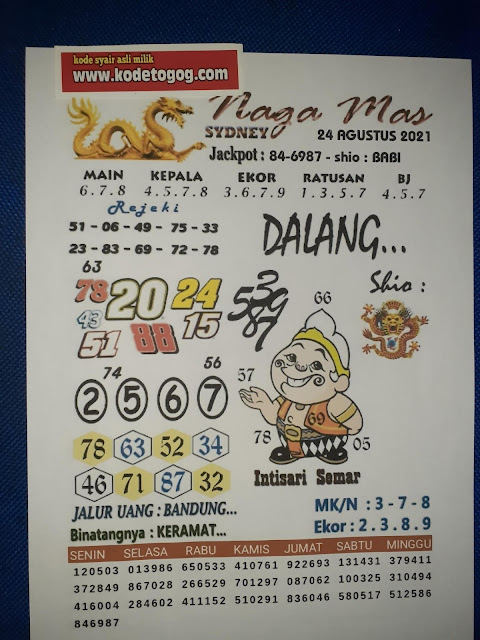 kode syair asli milik
www.kodetogog.com
Naga Mas
SYDNEY
24 AGUSTUS 2021
Jackpot : 84-6987 - shio : BABI
MAIN KEPALA EKOR RATUSAN BJ
6.7.8 4.5.7.8 3.6.7.9 1.3.5.7 4.5.7
Rejeki
51 - 06 - 49 - 75 - 33
23 - 83 - 69 - 72 - 78
DALANG...
63
78 20 24
43 15
51 88
3
589
87
Shio :
66
74 56
2 5 6 7
57
69
78 05
78 63 52 34
46 71 87 32
Intisari Semar
JALUR UANG : BANDUNG...
Binatangnya : KERAMAT...
MK/N : 3 - 7 - 8
Ekor : 2. 3. 8. 9
SENIN SELASA RABU KAMIS JUMAT SABTU MINGGU
120503 013986 650533 410761 922693 131431 379411
372849 867028 266529 701297 087062 100325 310494
416004 284602 411152 510291 836046 580517 512586
846987